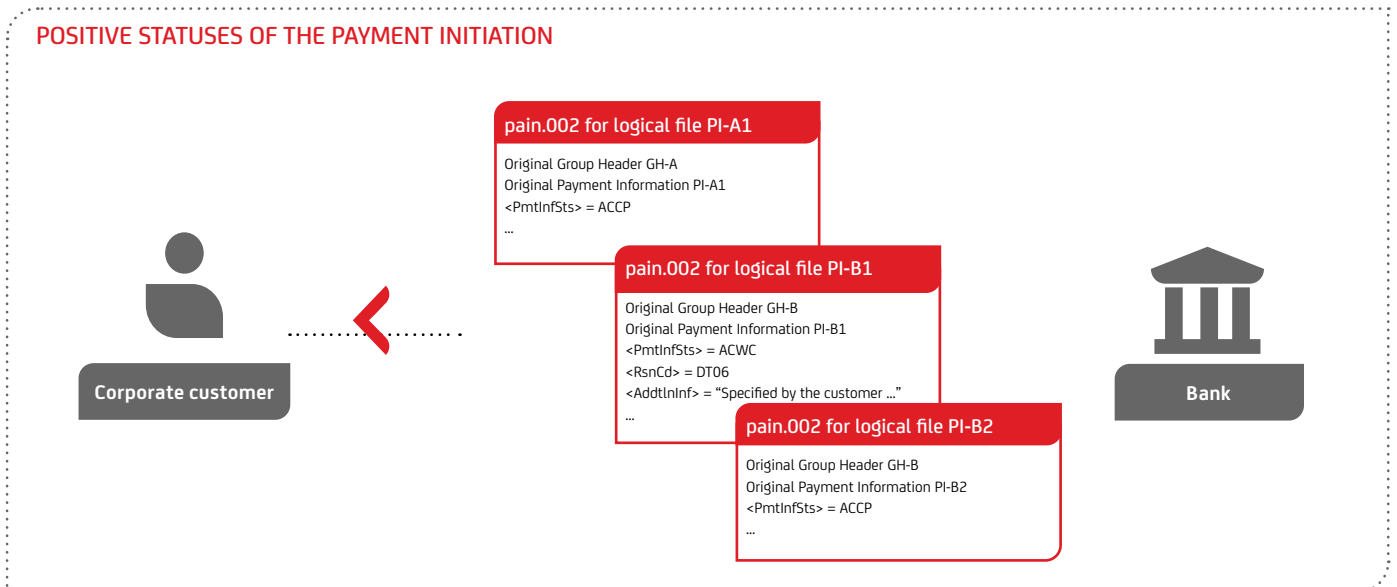 POSITIVE STATUSES OF THE PAYMENT INITIATION
pain.002 for logical file PI-A1
Original Group Header GH-A
Original Payment Information PI-A1
<PmtInfSts> = ACCP
...
pain.002 for logical file PI-B1
Original Group Header GH-B
Original Payment Information PI-B1
<PmtInfSts> = ACWC
<RsnCd> = DT06
<AddtlnInf> = “Specified by the customer ...”
...
pain.002 for logical file PI-B2
Original Group Header GH-B
Original Payment Information PI-B2
<PmtInfSts> = ACCP
...
Corporate customer
Bank